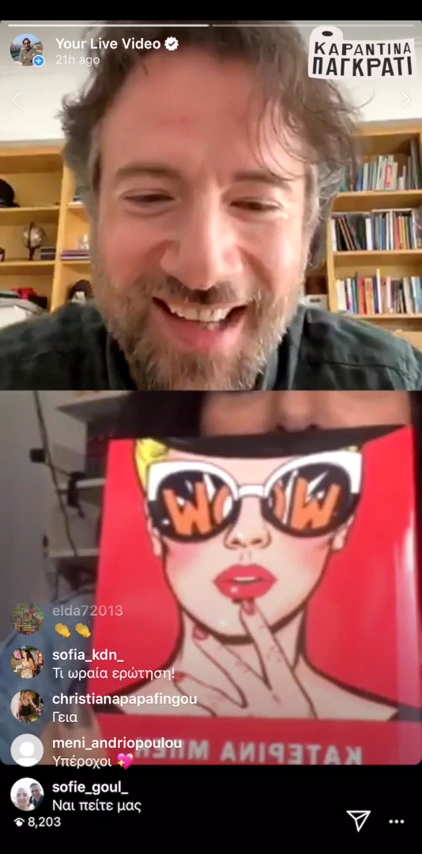 Your Live Video
21h ago
ΚΑΡΑΝΤΙΝΑ
ΠΑΓΚΡΑΤΙ
WOW
elda72013
👏 👏
sofia_kdn_
Τι ωραία ερώτηση!
christianapapafingou
Γεια
meni_andriopoulou
Υπέροχοι 💖
ΚΑΤΕΡΙΝΑ
sofie_goul_
Ναι πείτε μας
8,203